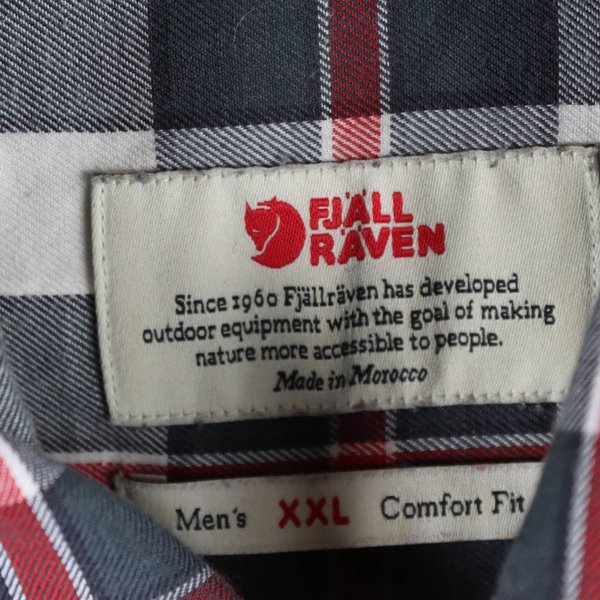 FJÄLL
RÄVEN
Since 1960 Fjällräven has developed
outdoor equipment with the goal of making
nature more accessible to people.
Made in Morocco
Men's XXL Comfort Fit